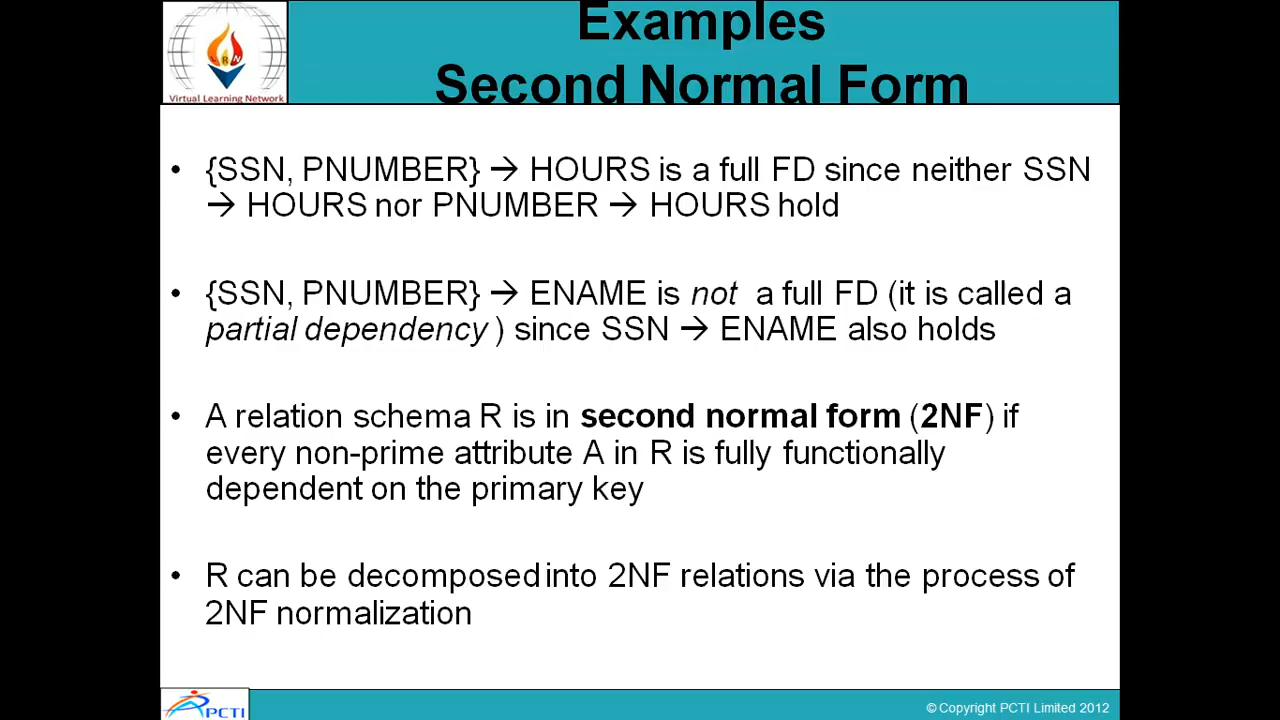 Examples
Second Normal Form
LRN
Virtual Learning Network
• {SSN, PNUMBER} → HOURS is a full FD since neither SSN
→ HOURS nor PNUMBER → HOURS hold
• {SSN, PNUMBER} → ENAME is not a full FD (it is called a
partial dependency ) since SSN → ENAME also holds
• A relation schema R is in second normal form (2NF) if
every non-prime attribute A in R is fully functionally
dependent on the primary key
• R can be decomposed into 2NF relations via the process of
2NF normalization
PCTI
© Copyright PCTI Limited 2012